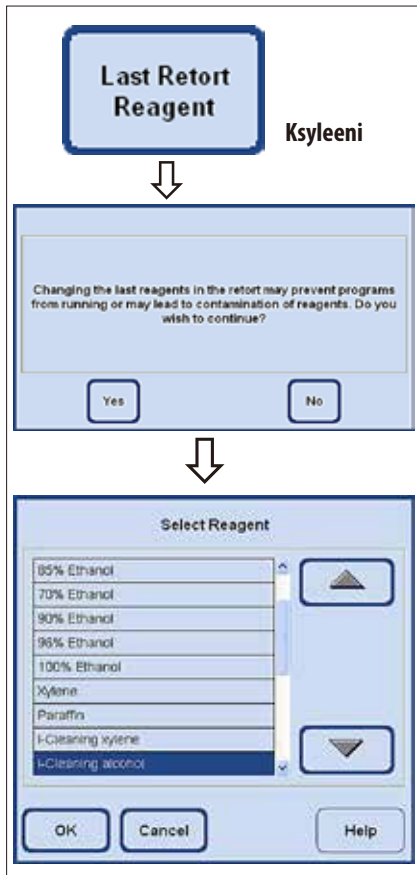 Last Retort
Reagent
Ksyleeni
Changing the last reagents in the retort may prevent programs
from running or may lead to contamination of reagents. Do you
wish to continue?
Yes
No
Select Reagent
85% Ethanol
70% Ethanol
90% Ethanol
96% Ethanol
100% Ethanol
Xylene
Paraffin
I-Cleaning xylene
I-Cleaning alcohol
OK
Cancel
Help